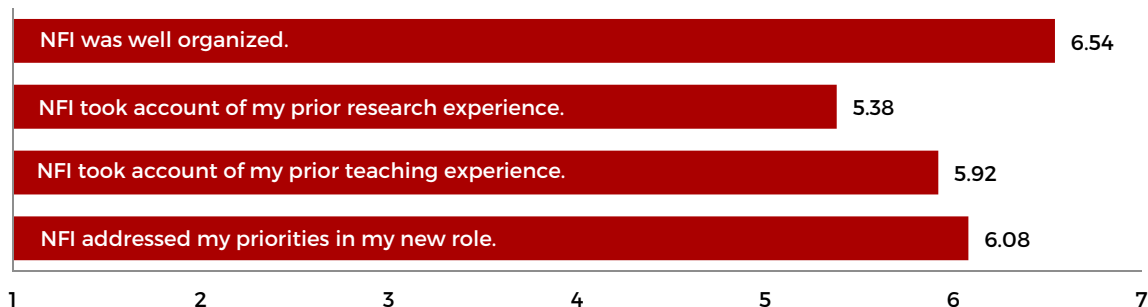 NFI was well organized. 6.54
NFI took account of my prior research experience. 5.38
NFI took account of my prior teaching experience. 5.92
NFI addressed my priorities in my new role. 6.08
1 2 3 4 5 6 7